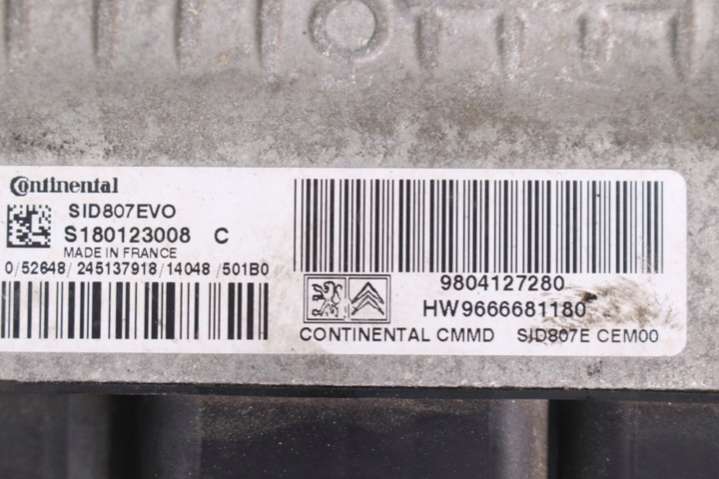 Continental
SID807EVO
S180123008 C
MADE IN FRANCE
0/52648/245137918/14048/501B0
9804127280
HW9666681180
CONTINENTAL CMMD SID807E CEM00